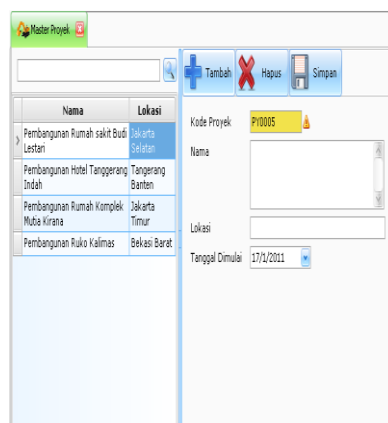 Master Proyek
Tambah Hapus Simpan
Nama Lokasi
Pembangunan Rumah sakit Budi Jakarta
Lestari Selatan
Pembangunan Hotel Tanggerang Tangerang
Indah Banten
Pembangunan Rumah Komplek Jakarta
Mutia Kirana Timur
Pembangunan Ruko Kalimas Bekasi Barat
Kode Proyek PY0005
Nama
Lokasi
Tanggal Dimulai 17/1/2011